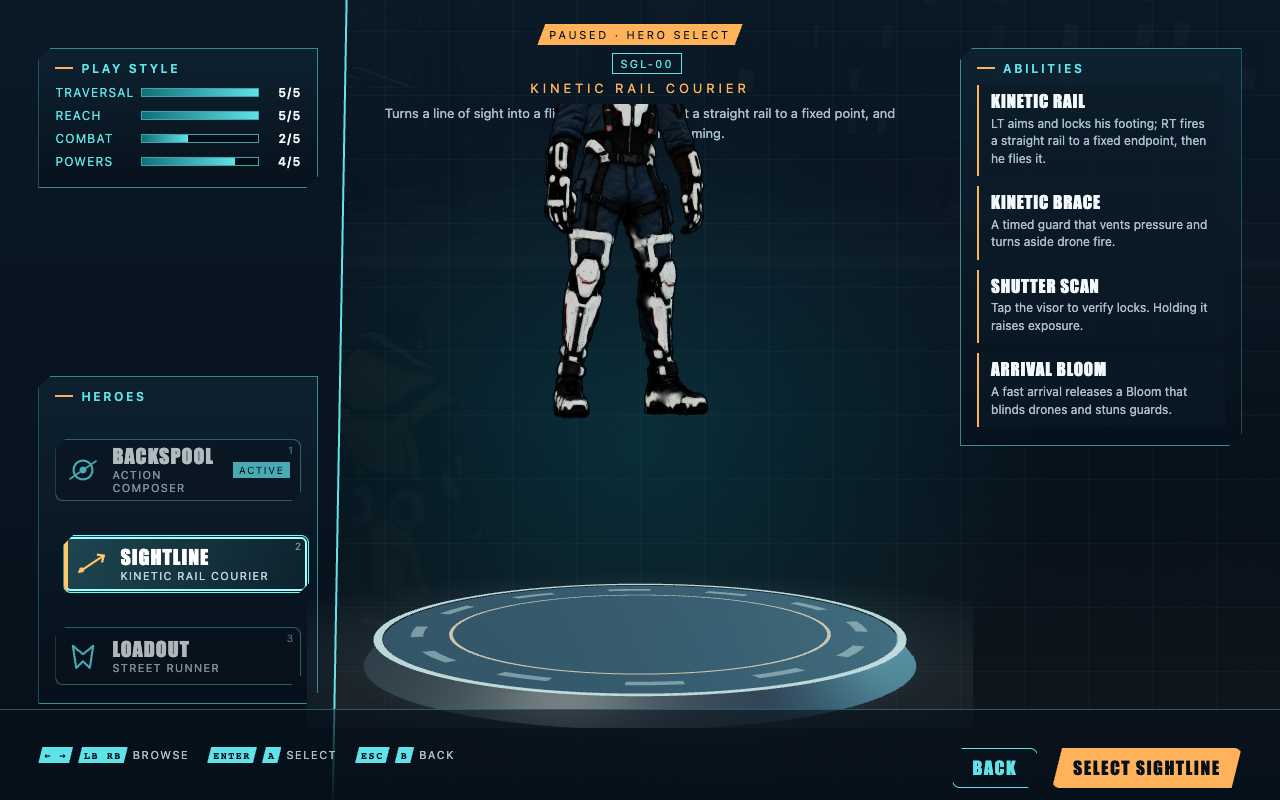 PAUSED · HERO SELECT
SGL-00
KINETIC RAIL COURIER
Turns a line of sight into a a straight rail to a fixed point, and
PLAY STYLE
TRAVERSAL 5/5
REACH 5/5
COMBAT 2/5
POWERS 4/5
HEROES
1
BACKSPOOL
ACTION
COMPOSER
ACTIVE
2
SIGHTLINE
KINETIC RAIL COURIER
3
LOADOUT
STREET RUNNER
ABILITIES
KINETIC RAIL
LT aims and locks his footing; RT fires
a straight rail to a fixed endpoint, then
he flies it.
KINETIC BRACE
A timed guard that vents pressure and
turns aside drone fire.
SHUTTER SCAN
Tap the visor to verify locks. Holding it
raises exposure.
ARRIVAL BLOOM
A fast arrival releases a Bloom that
blinds drones and stuns guards.
← → LB RB BROWSE ENTER A SELECT ESC B BACK
BACK
SELECT SIGHTLINE